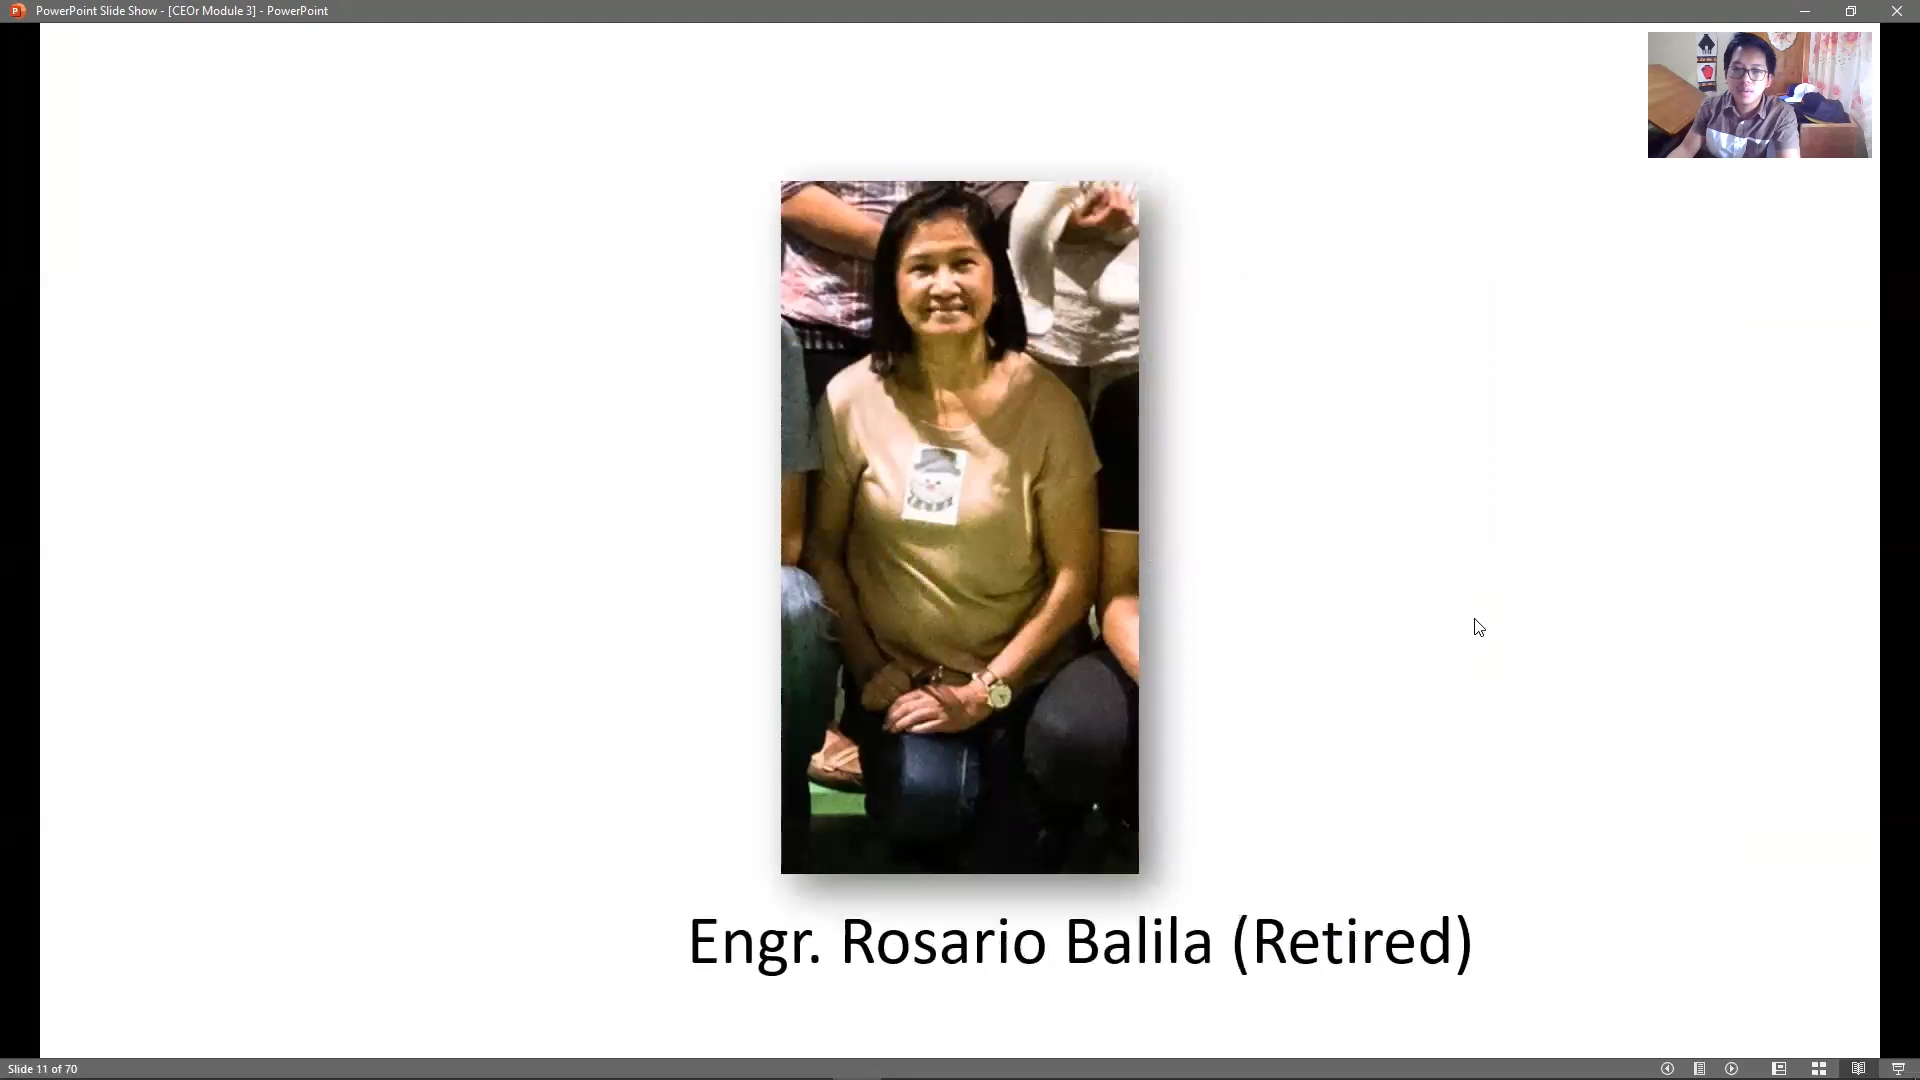 PowerPoint Slide Show - [CEOr Module 3] - PowerPoint
Engr. Rosario Balila (Retired)
Slide 11 of 70